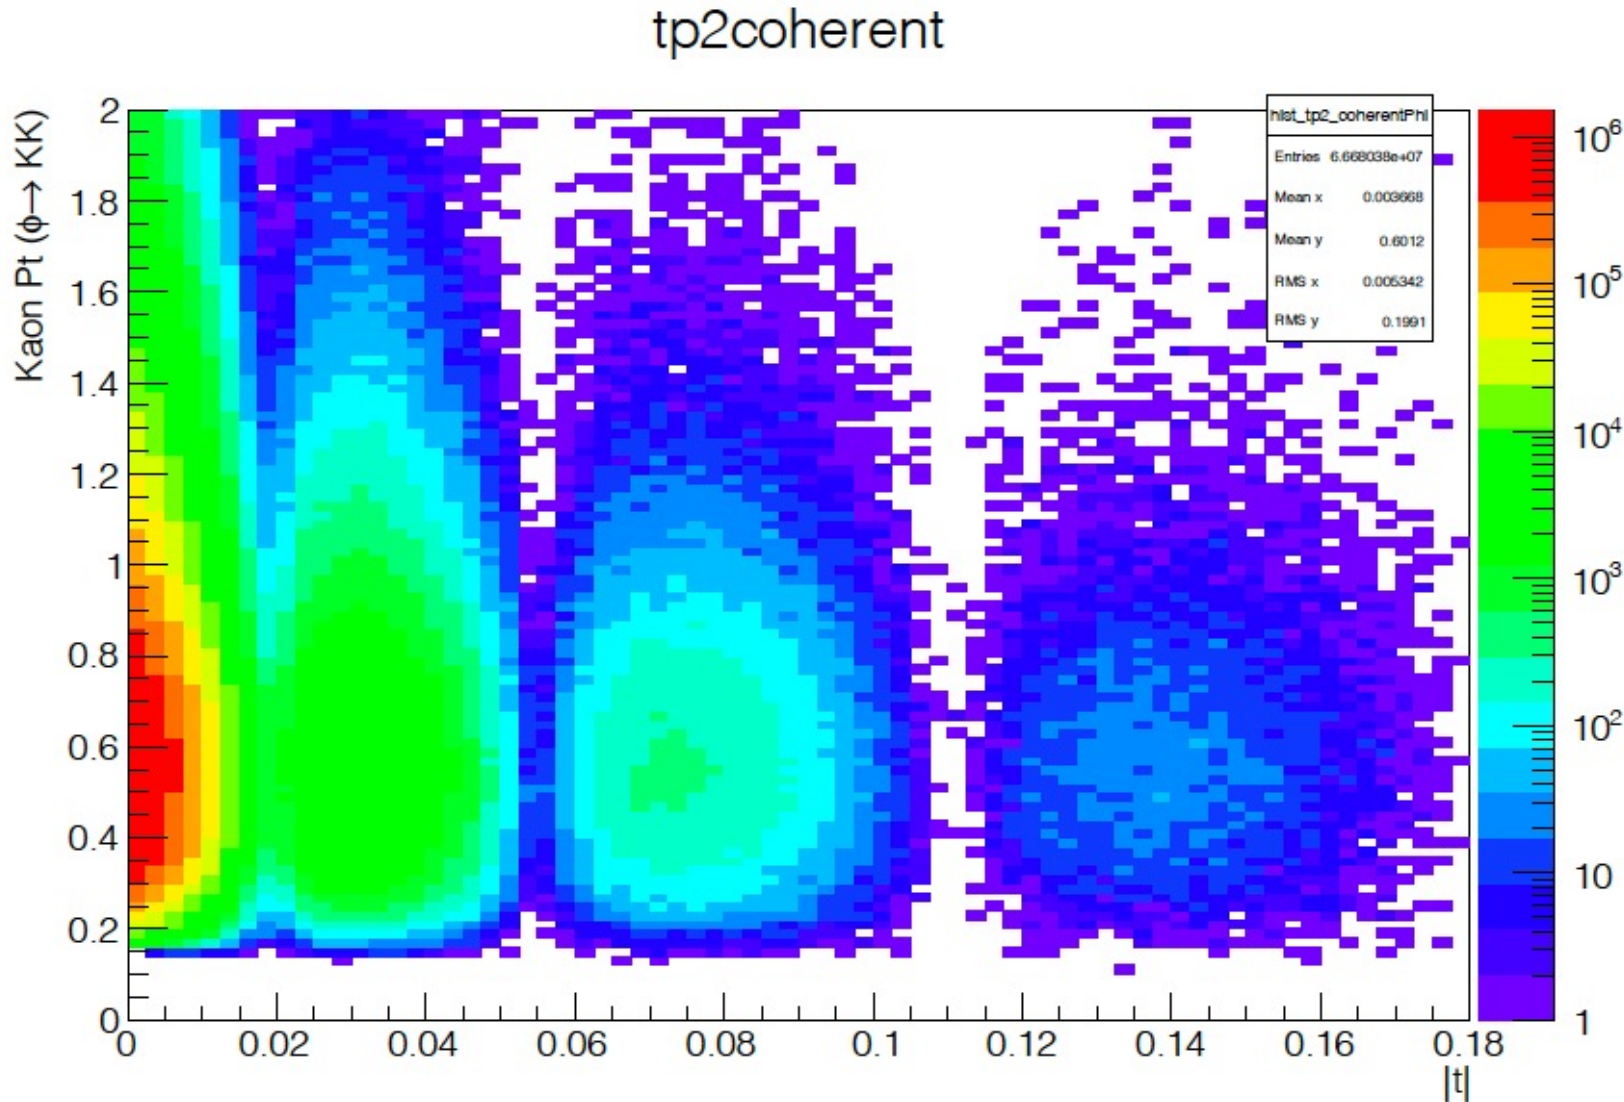 tp2coherent
Kaon Pt (ϕ→ KK)
2
1.8
1.6
1.4
1.2
1
0.8
0.6
0.4
0.2
0
0 0.02 0.04 0.06 0.08 0.1 0.12 0.14 0.16 0.18
|t|
hist_tp2_coherentPhi
Entries 6.668038e+07
Mean x 0.003668
Mean y 0.6012
RMS x 0.005342
RMS y 0.1991
10⁶
10⁵
10⁴
10³
10²
10
1